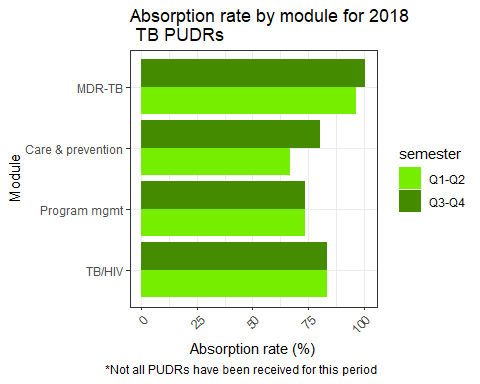 Absorption rate by module for 2018
TB PUDRs
Module
MDR-TB
Care & prevention
Program mgmt
TB/HIV
0
25
50
75
100
Absorption rate (%)
*Not all PUDRs have been received for this period
semester
Q1-Q2
Q3-Q4